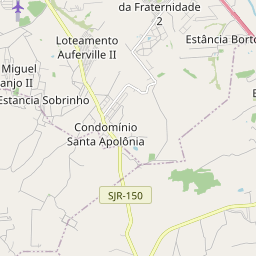 da Fraternidade
2
Loteamento
Auferville II
Estância Borto
Miguel
anjo II
Estancia Sobrinho
Condomínio
Santa Apolônia
SJR-150